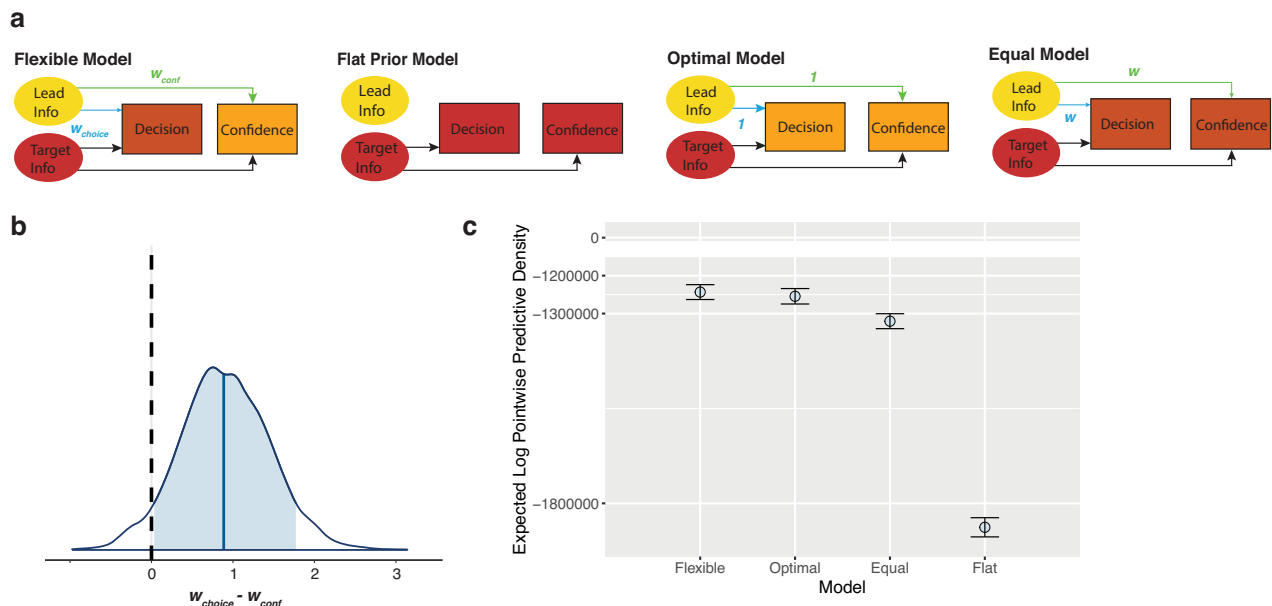 a
Flexible Model
Lead
Info
Target
Info
w_conf
w_choice
Decision
Confidence
Flat Prior Model
Lead
Info
Target
Info
Decision
Confidence
Optimal Model
Lead
Info
Target
Info
1
1
Decision
Confidence
Equal Model
Lead
Info
Target
Info
w
w
Decision
Confidence
b
0
1
2
3
w_choice - w_conf
c
Expected Log Pointwise Predictive Density
0
−1200000
−1300000
−1800000
Flexible
Optimal
Equal
Flat
Model